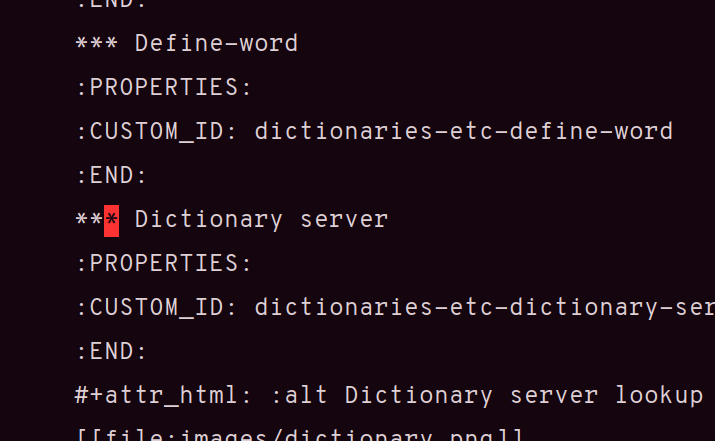 :END:
*** Define-word
:PROPERTIES:
:CUSTOM_ID: dictionaries-etc-define-word
:END:
*** Dictionary server
:PROPERTIES:
:CUSTOM_ID: dictionaries-etc-dictionary-ser
:END:
#+attr_html: :alt Dictionary server lookup
[[file:images/dictionary.png]]